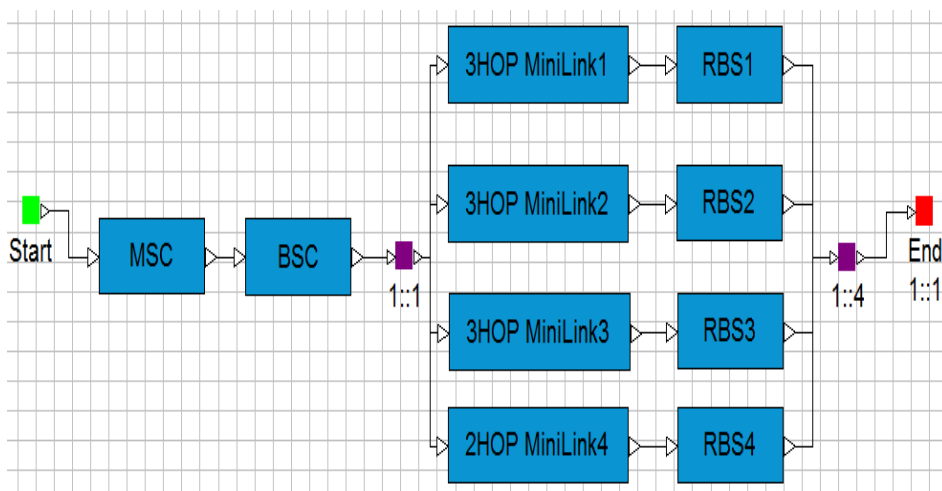 3HOP MiniLink1
RBS1
3HOP MiniLink2
RBS2
Start
MSC
BSC
1::1
3HOP MiniLink3
RBS3
1::4
End
1::1
2HOP MiniLink4
RBS4